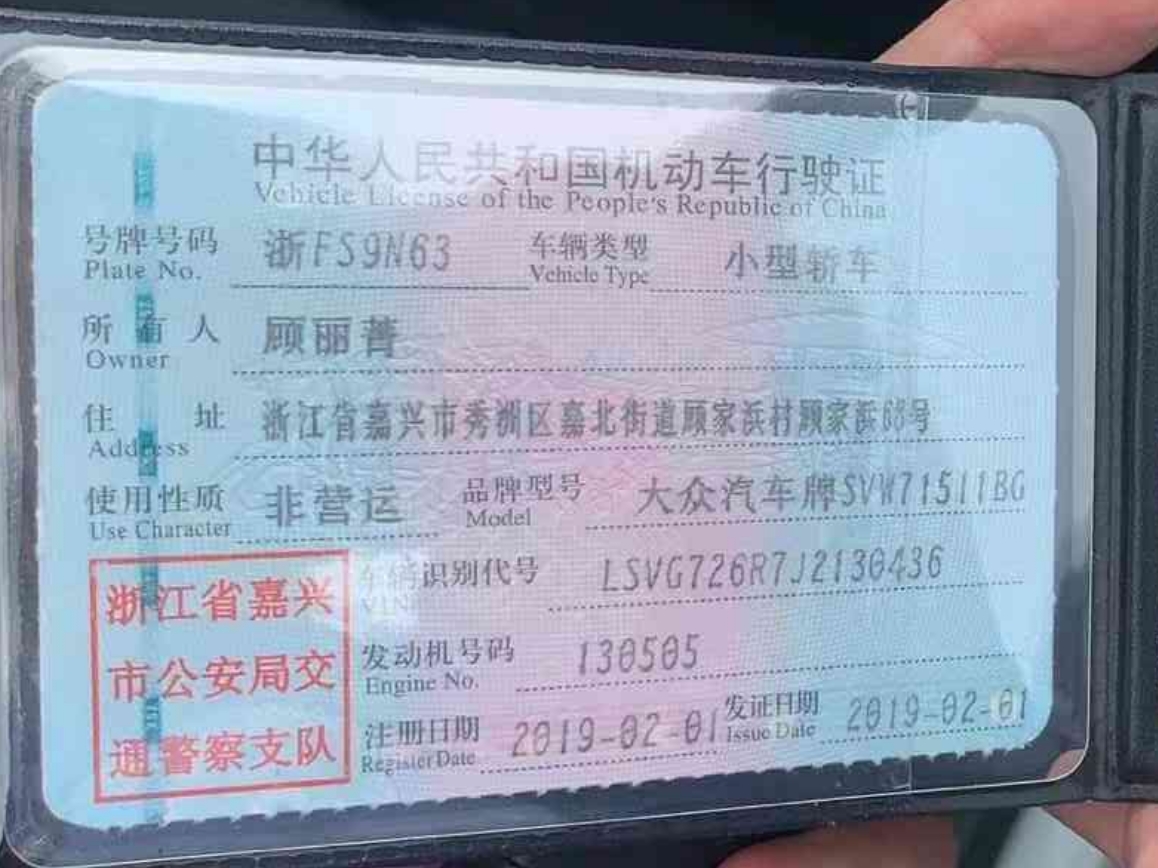 中华人民共和国机动车行驶证
Vehicle License of the People's Republic of China
号牌号码 浙FS9N63 车辆类型 小型轿车
Plate No. Vehicle Type
所有人 顾丽菁
Owner
住址 浙江省嘉兴市秀洲区嘉北街道顾家浜村顾家浜68号
Address
使用性质 非营运 品牌型号 大众汽车牌SVW71511BG
Use Character Model
车辆识别代号 LSVG726R7J2130436
VIN
发动机号码 130505
Engine No.
注册日期 2019-02-01 发证日期 2019-02-01
Register Date Issue Date
浙江省嘉兴
市公安局交
通警察支队